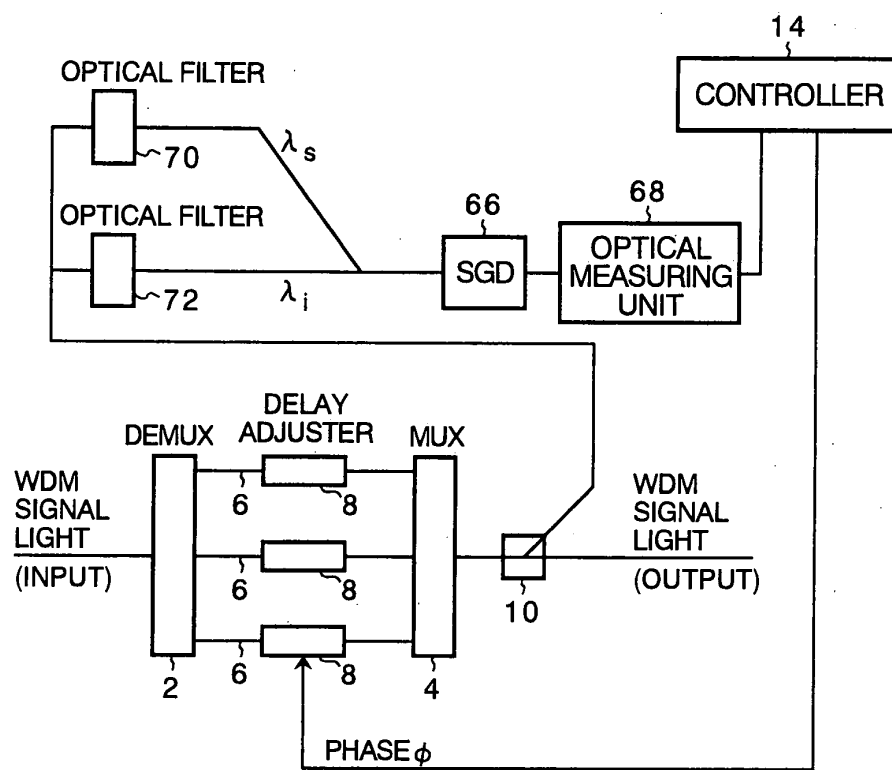 14
CONTROLLER
OPTICAL FILTER
70
λs
OPTICAL FILTER
72
λi
66
SGD
68
OPTICAL
MEASURING
UNIT
DELAY
ADJUSTER
DEMUX
MUX
WDM
SIGNAL
LIGHT
(INPUT)
6
8
6
8
6
8
2
4
10
WDM
SIGNAL
LIGHT
(OUTPUT)
PHASE ϕ